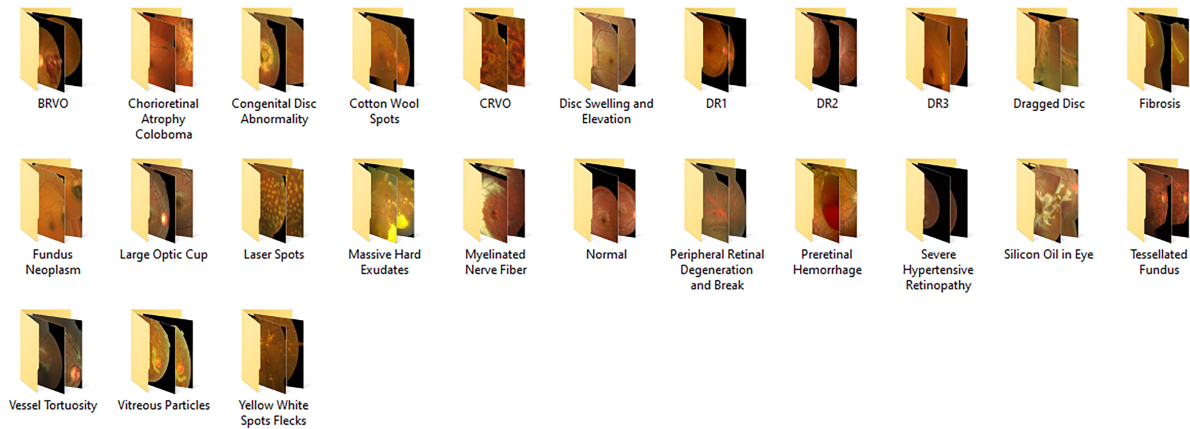 BRVO
Chorioretinal
Atrophy
Coloboma
Congenital Disc
Abnormality
Cotton Wool
Spots
CRVO
Disc Swelling and
Elevation
DR1
DR2
DR3
Dragged Disc
Fibrosis
Fundus
Neoplasm
Large Optic Cup
Laser Spots
Massive Hard
Exudates
Myelinated
Nerve Fiber
Normal
Peripheral Retinal
Degeneration
and Break
Preretinal
Hemorrhage
Severe
Hypertensive
Retinopathy
Silicon Oil in Eye
Tessellated
Fundus
Vessel Tortuosity
Vitreous Particles
Yellow White
Spots Flecks